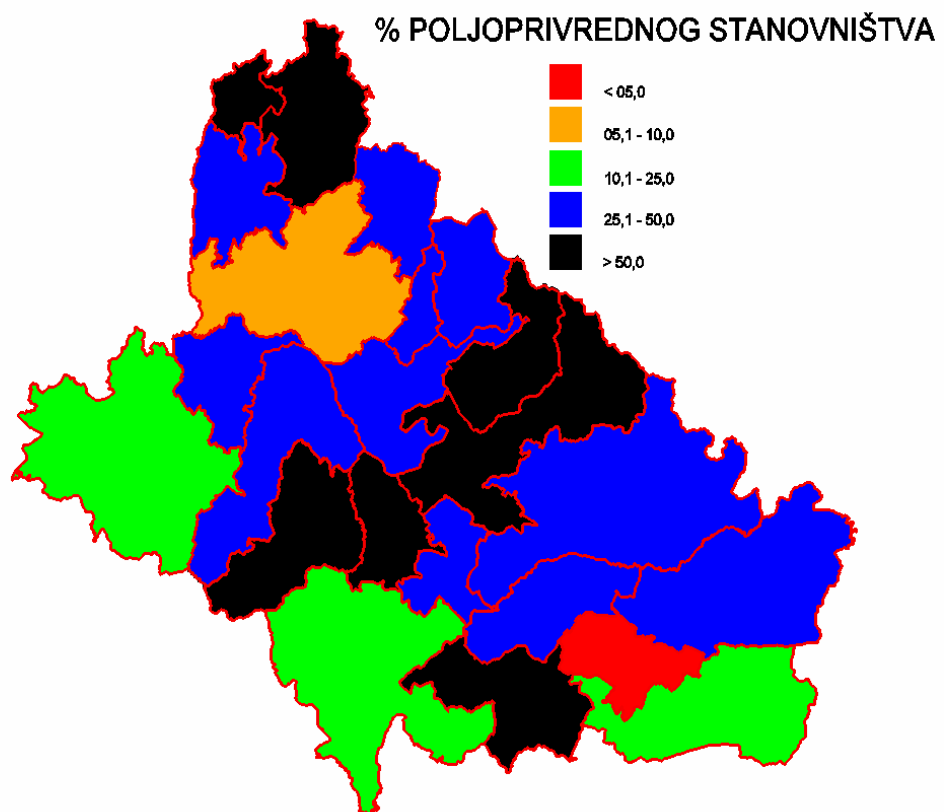 % POLJOPRIVREDNOG STANOVNIŠTVA
< 05,0
05,1 - 10,0
10,1 - 25,0
25,1 - 50,0
> 50,0